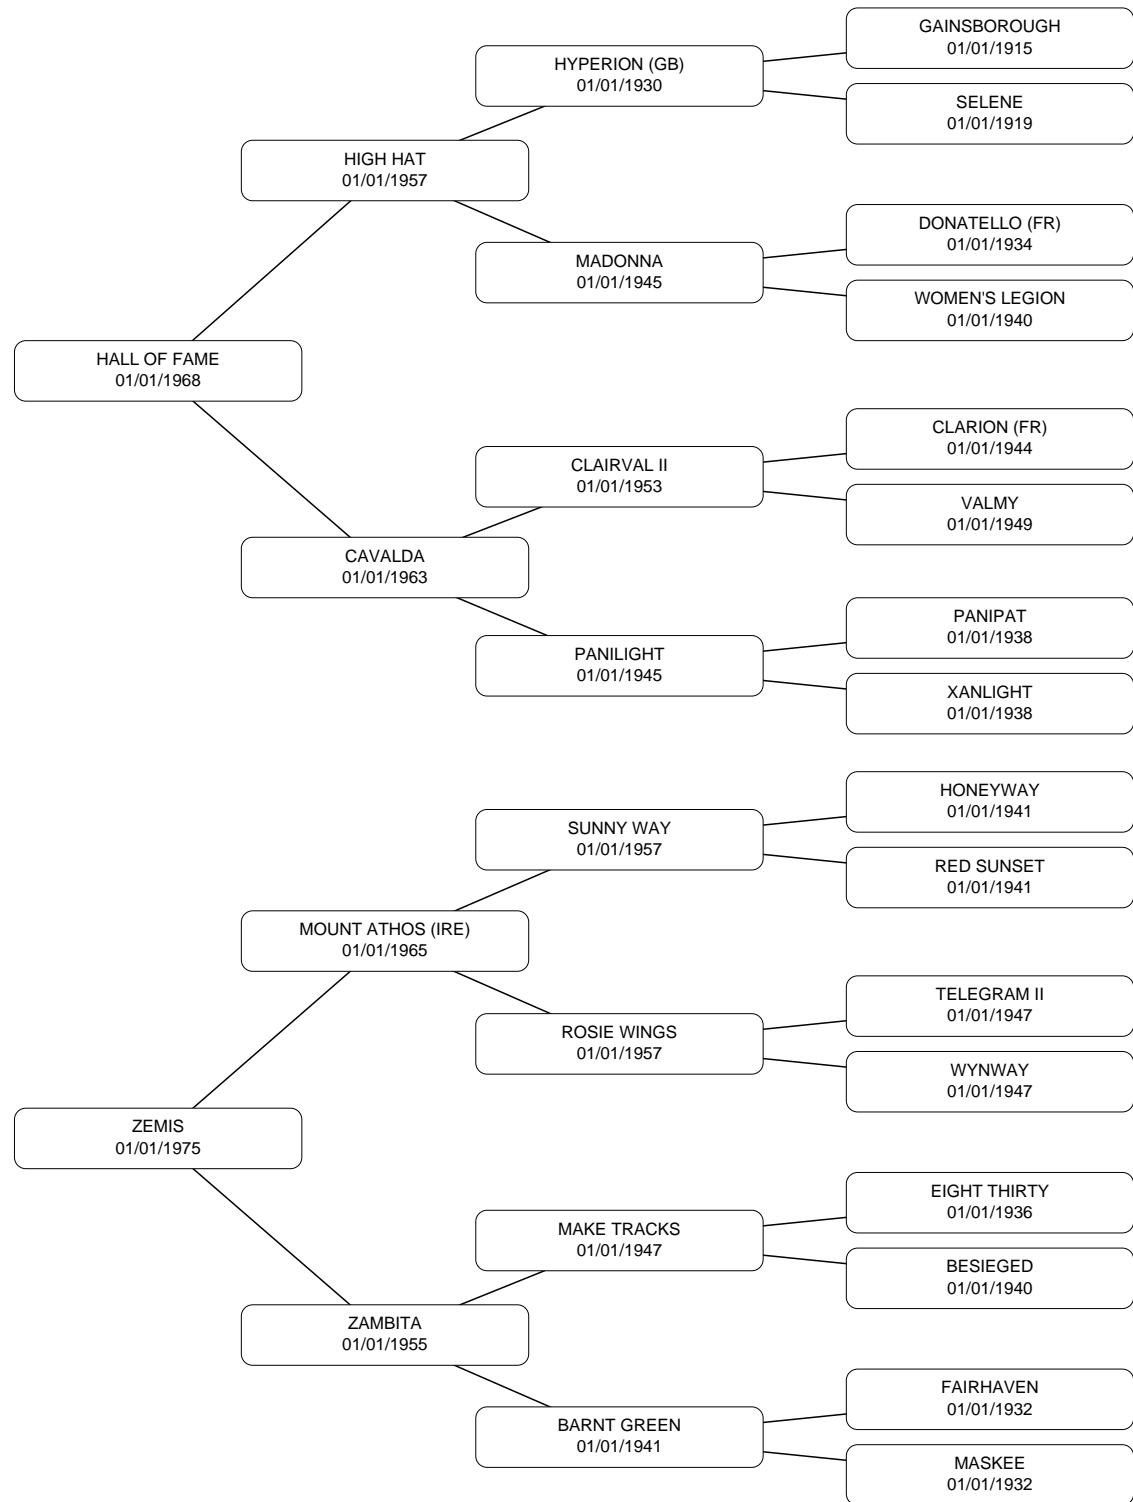 GAINSBOROUGH
01/01/1915
HYPERION (GB)
01/01/1930
SELENE
01/01/1919
HIGH HAT
01/01/1957
DONATELLO (FR)
01/01/1934
MADONNA
01/01/1945
WOMEN'S LEGION
01/01/1940
HALL OF FAME
01/01/1968
CLARION (FR)
01/01/1944
CLAIRVAL II
01/01/1953
VALMY
01/01/1949
CAVALDA
01/01/1963
PANIPAT
01/01/1938
PANILIGHT
01/01/1945
XANLIGHT
01/01/1938
HONEYWAY
01/01/1941
SUNNY WAY
01/01/1957
RED SUNSET
01/01/1941
MOUNT ATHOS (IRE)
01/01/1965
TELEGRAM II
01/01/1947
ROSIE WINGS
01/01/1957
WYNWAY
01/01/1947
ZEMIS
01/01/1975
EIGHT THIRTY
01/01/1936
MAKE TRACKS
01/01/1947
BESIEGED
01/01/1940
ZAMBITA
01/01/1955
FAIRHAVEN
01/01/1932
BARNT GREEN
01/01/1941
MASKEE
01/01/1932